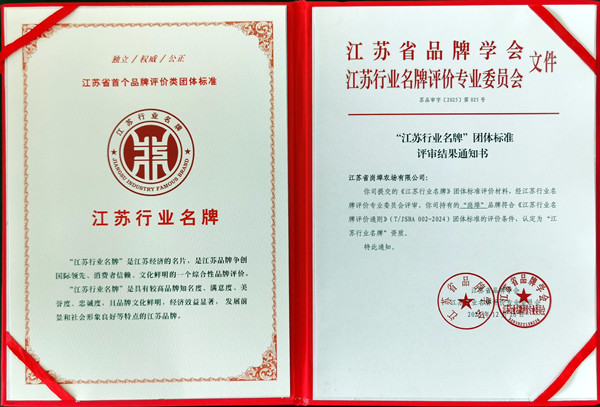 独立 / 权威 / 公正
江苏省首个品牌评价类团体标准
江苏行业名牌
JIANGSU INDUSTRY FAMOUS BRAND
江苏行业名牌
“江苏行业名牌”是江苏经济的名片，是江苏品牌争创
国际领先、消费者信赖、文化鲜明的一个综合性品牌评价。
“江苏行业名牌”是具有较高品牌知名度、满意度、美
誉度、忠诚度，且品牌文化鲜明，经济效益显著，发展前
景和社会形象良好等特点的江苏品牌。
江苏省品牌学会
江苏行业名牌评价专业委员会
文件
苏品审字〔2025〕第025号
“江苏行业名牌”团体标准
评审结果通知书
江苏省岗埠农场有限公司：
你司提交的《江苏行业名牌》团体标准评价材料，经江苏行业名
牌评价专业委员会评审，你司持有的“岗埠”品牌符合《江苏行业名
牌评价通则》（T/JSBA 002-2024）团体标准的评价条件，认定为“江
苏行业名牌”资质。
特此通知。
江苏省品牌学会